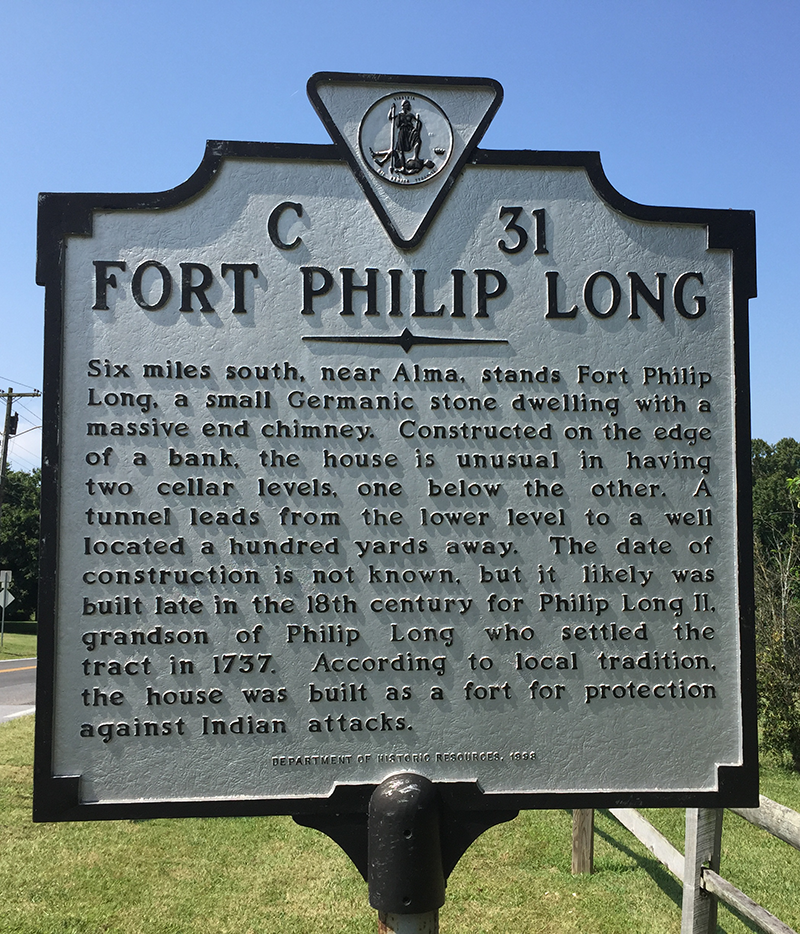 VIRGINIA
C 31
FORT PHILIP LONG
Six miles south, near Alma, stands Fort Philip
Long, a small Germanic stone dwelling with a
massive end chimney. Constructed on the edge
of a bank, the house is unusual in having
two cellar levels, one below the other. A
tunnel leads from the lower level to a well
located a hundred yards away. The date of
construction is not known, but it likely was
built late in the 18th century for Philip Long II,
grandson of Philip Long who settled the
tract in 1737. According to local tradition,
the house was built as a fort for protection
against Indian attacks.
DEPARTMENT OF HISTORIC RESOURCES, 1998